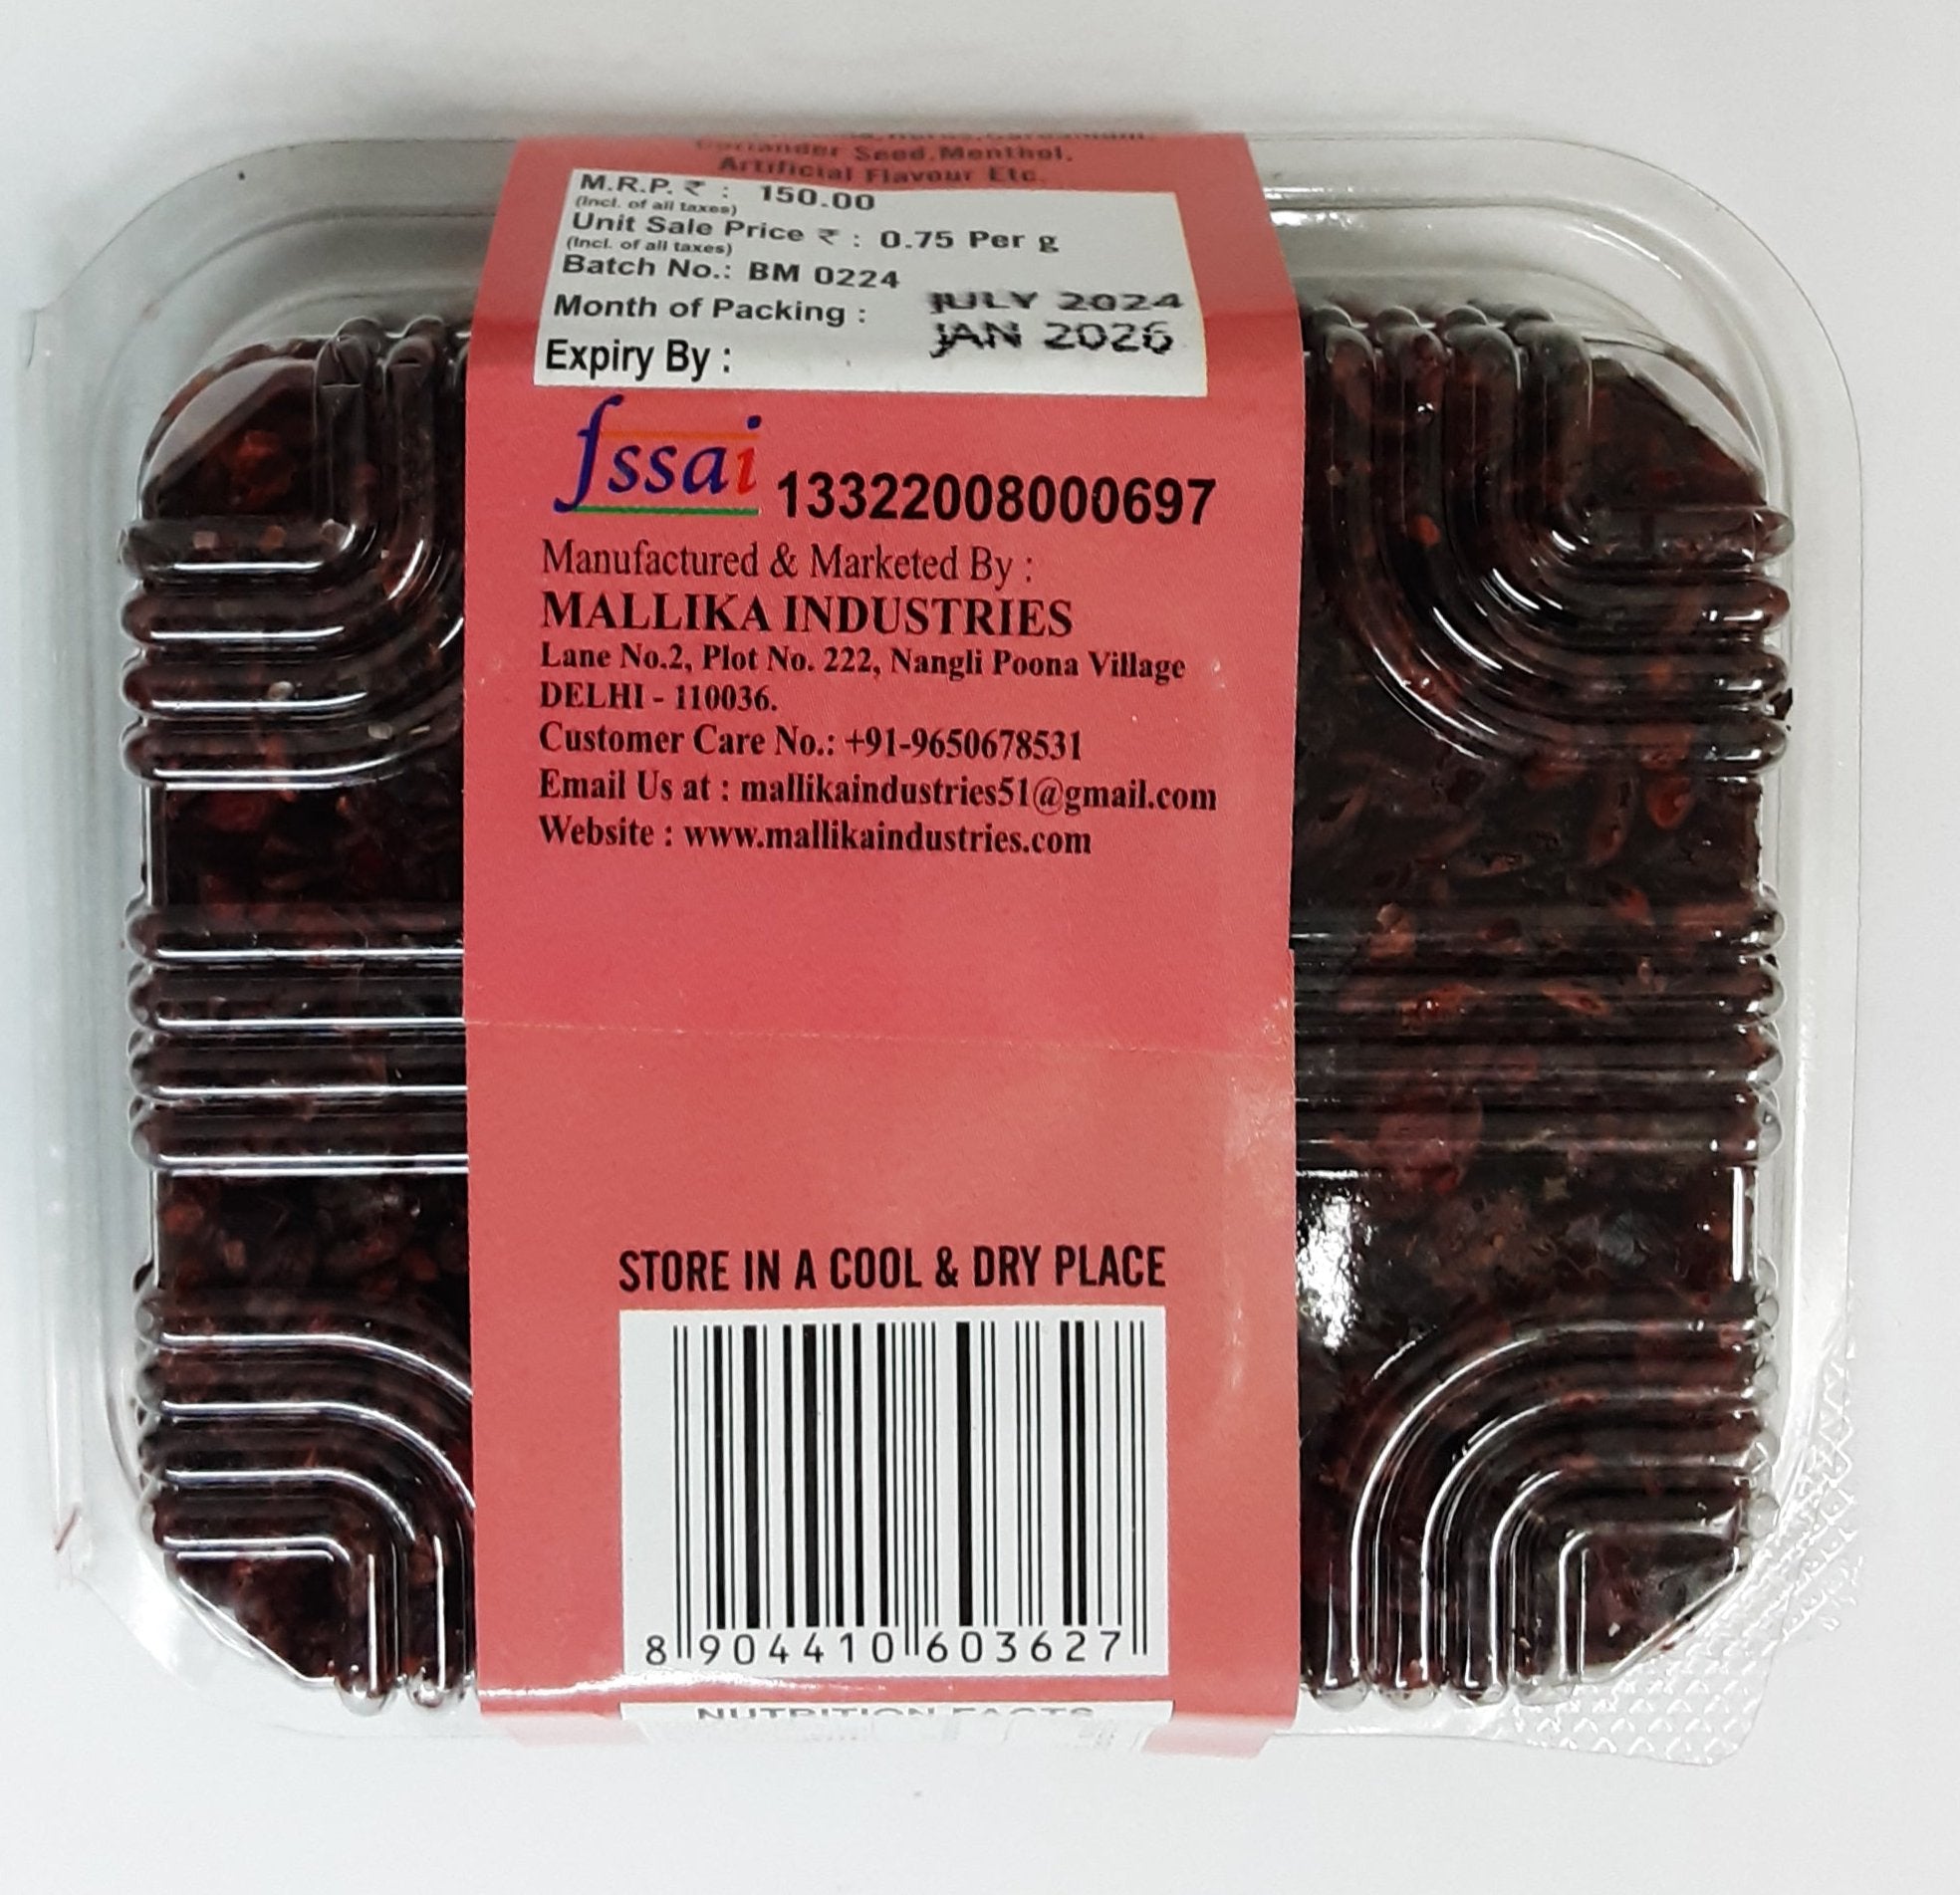 Coriander Seed,Menthol,
Artificial Flavour Etc.
M.R.P. ₹ : 150.00
(Incl. of all taxes)
Unit Sale Price ₹ : 0.75 Per g
(Incl. of all taxes)
Batch No.: BM 0224
Month of Packing : JULY 2024
Expiry By : JAN 2026
fssai 13322008000697
Manufactured & Marketed By :
MALLIKA INDUSTRIES
Lane No.2, Plot No. 222, Nangli Poona Village
DELHI - 110036.
Customer Care No.: +91-9650678531
Email Us at : mallikaindustries51@gmail.com
Website : www.mallikaindustries.com
STORE IN A COOL & DRY PLACE
8 904410 603627
NUTRITION FACTS